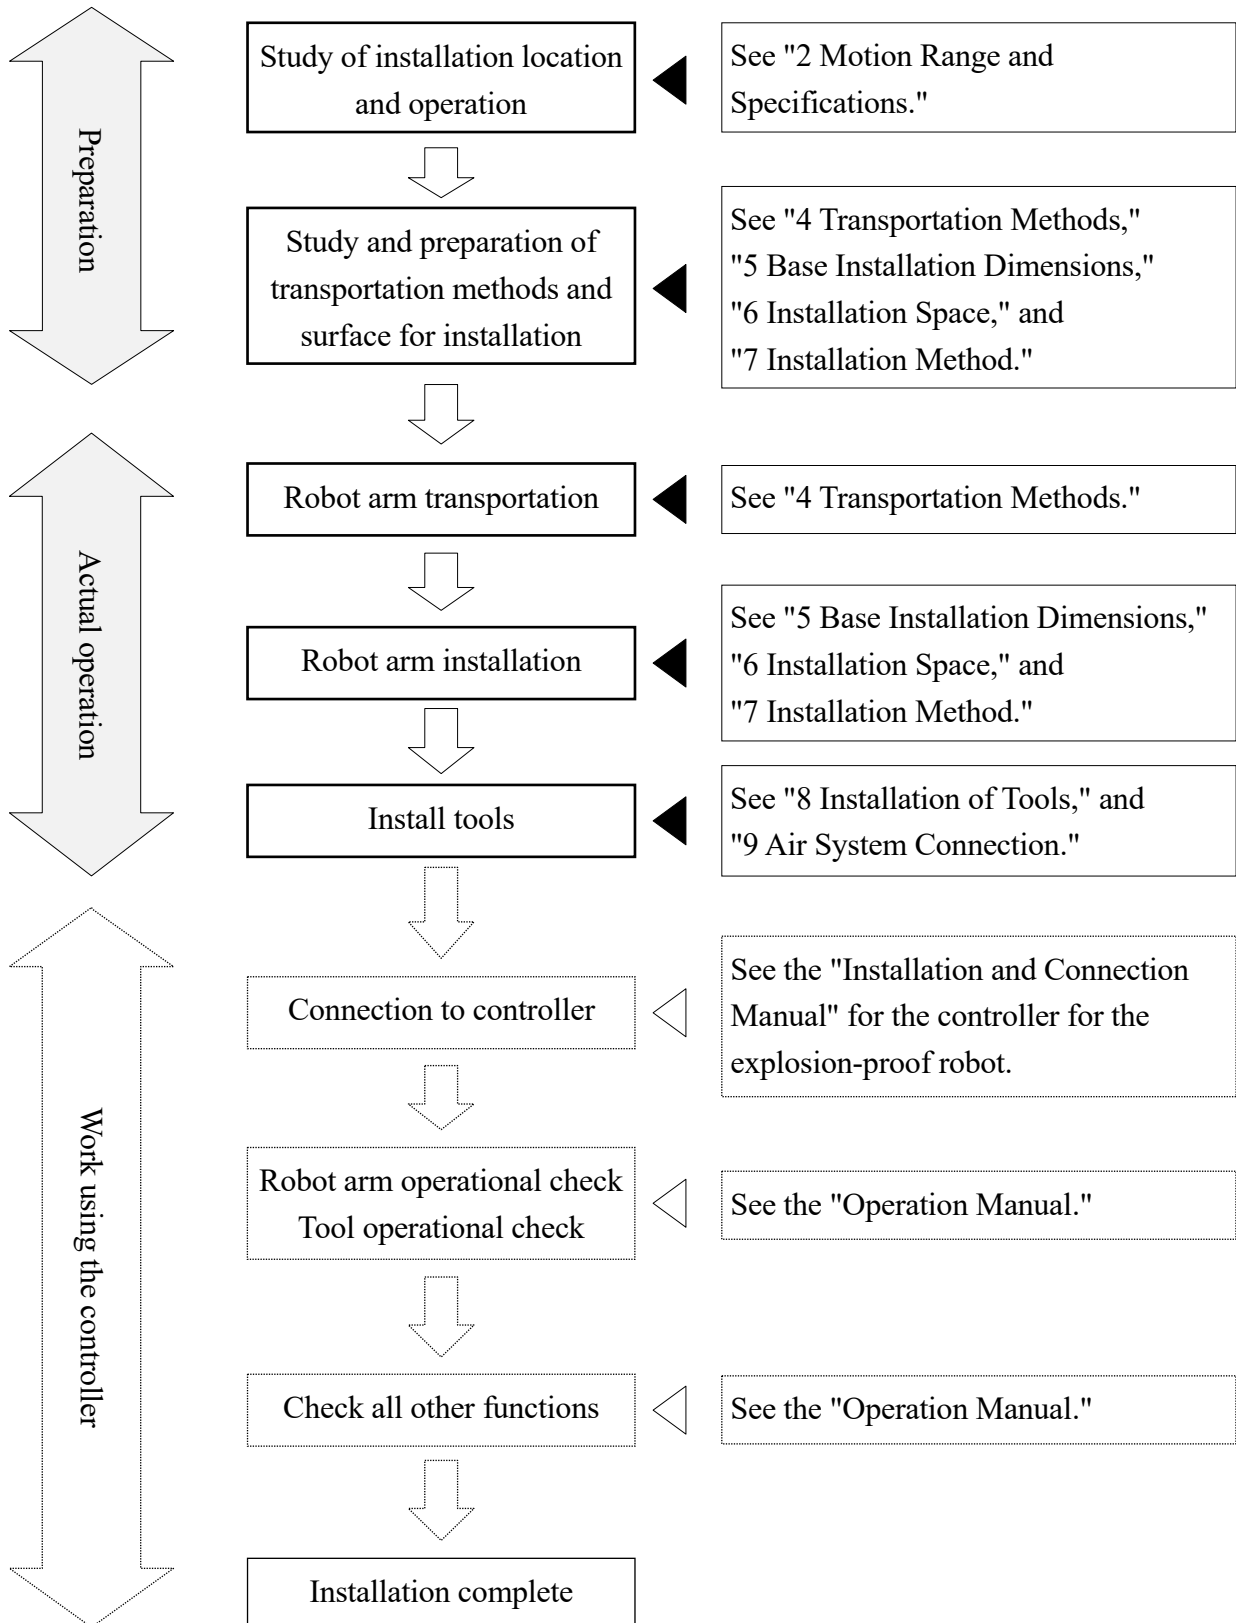 Preparation
Study of installation location
and operation
See "2 Motion Range and
Specifications."
Study and preparation of
transportation methods and
surface for installation
See "4 Transportation Methods,"
"5 Base Installation Dimensions,"
"6 Installation Space," and
"7 Installation Method."
Actual operation
Robot arm transportation
See "4 Transportation Methods."
Robot arm installation
See "5 Base Installation Dimensions,"
"6 Installation Space," and
"7 Installation Method."
Install tools
See "8 Installation of Tools," and
"9 Air System Connection."
Work using the controller
Connection to controller
See the "Installation and Connection
Manual" for the controller for the
explosion-proof robot.
Robot arm operational check
Tool operational check
See the "Operation Manual."
Check all other functions
See the "Operation Manual."
Installation complete